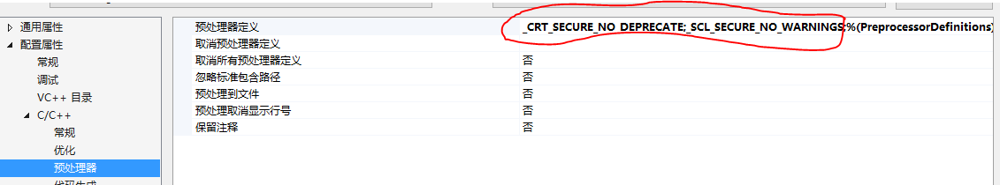 通用属性
配置属性
常规
调试
VC++ 目录
C/C++
常规
优化
预处理器
预处理器定义 _CRT_SECURE_NO_DEPRECATE;_SCL_SECURE_NO_WARNINGS;%(PreprocessorDefinitions)
取消预处理器定义
取消所有预处理器定义 否
忽略标准包含路径 否
预处理到文件 否
预处理取消显示行号 否
保留注释 否